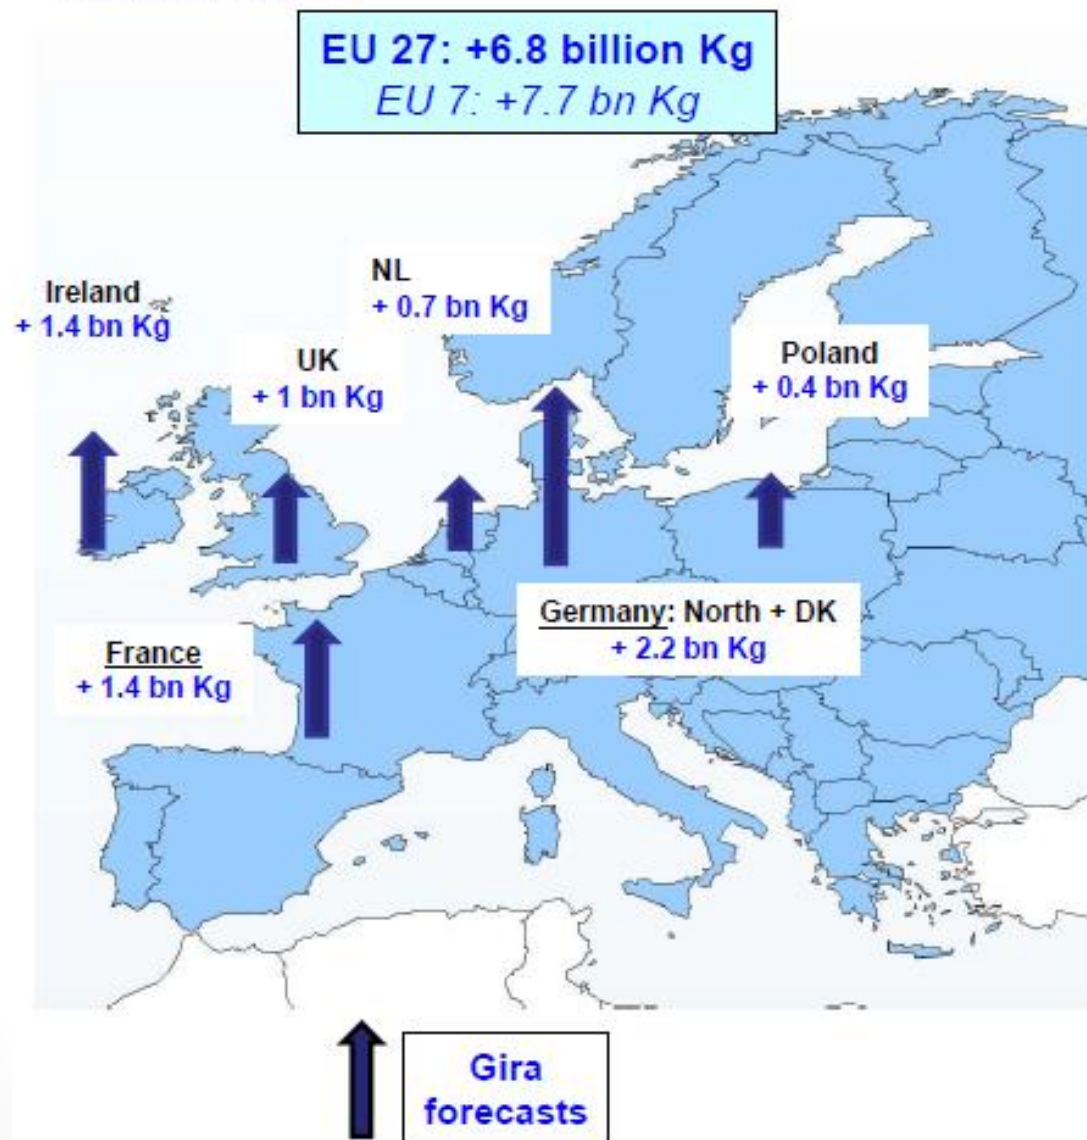 EU 27: +6.8 billion Kg
EU 7: +7.7 bn Kg
Ireland
+ 1.4 bn Kg
NL
+ 0.7 bn Kg
UK
+ 1 bn Kg
Poland
+ 0.4 bn Kg
Germany: North + DK
+ 2.2 bn Kg
France
+ 1.4 bn Kg
Gira
forecasts